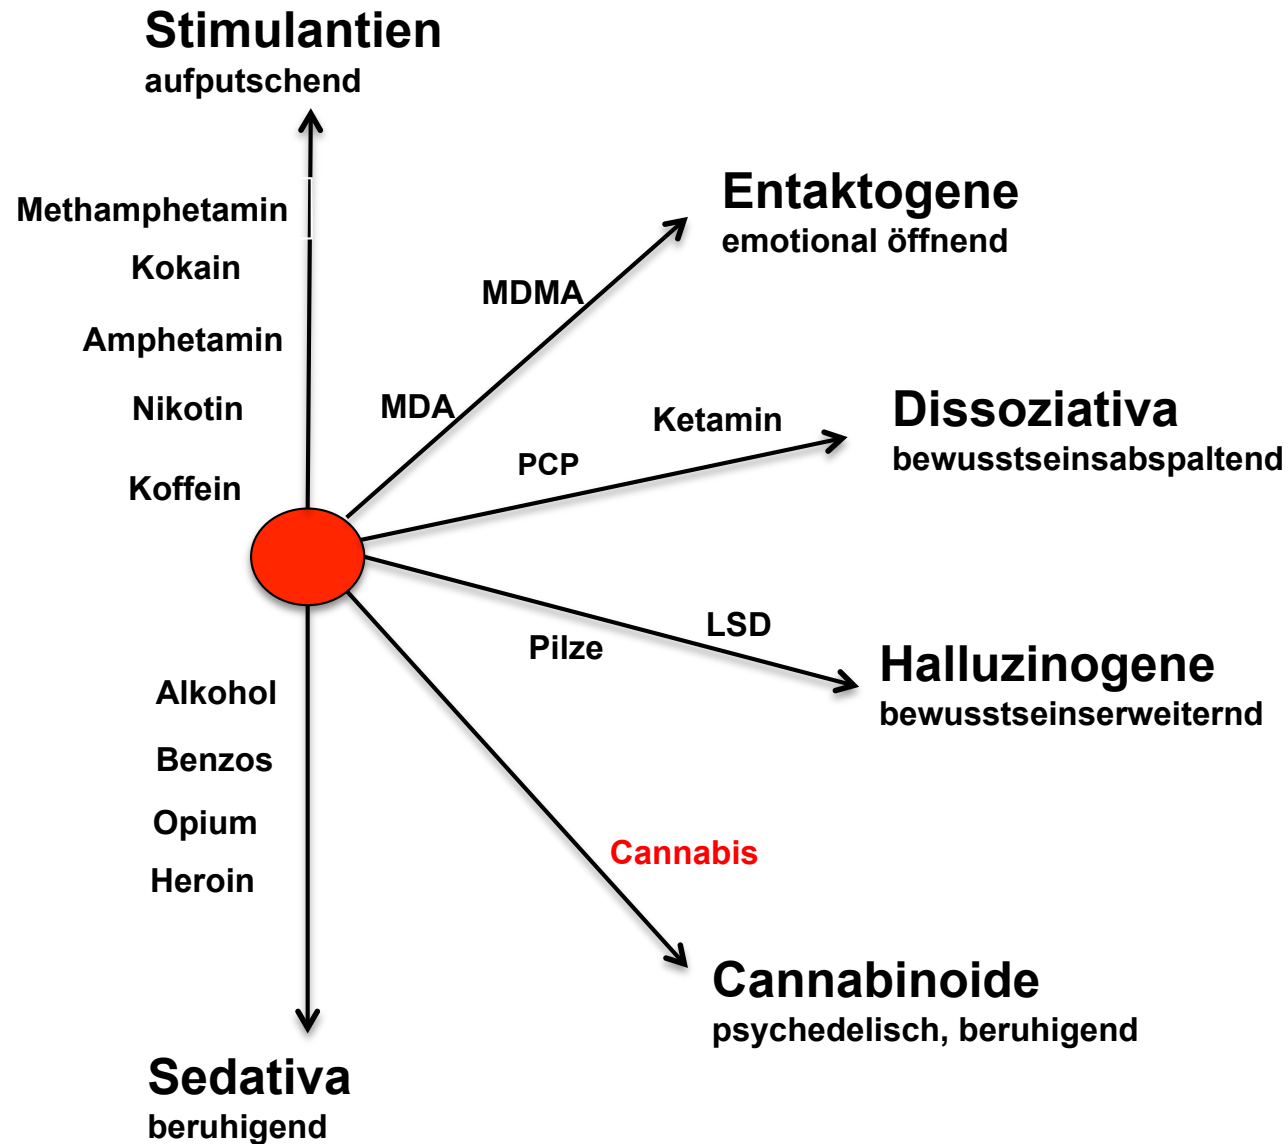 Stimulantien
aufputschend
Methamphetamin
Kokain
Amphetamin
Nikotin
Koffein
Entaktogene
emotional öffnend
MDMA
MDA
Dissoziativa
bewusstseinsabspaltend
Ketamin
PCP
LSD
Pilze
Halluzinogene
bewusstseinserweiternd
Alkohol
Benzos
Opium
Heroin
Cannabis
Cannabinoide
psychedelisch, beruhigend
Sedativa
beruhigend